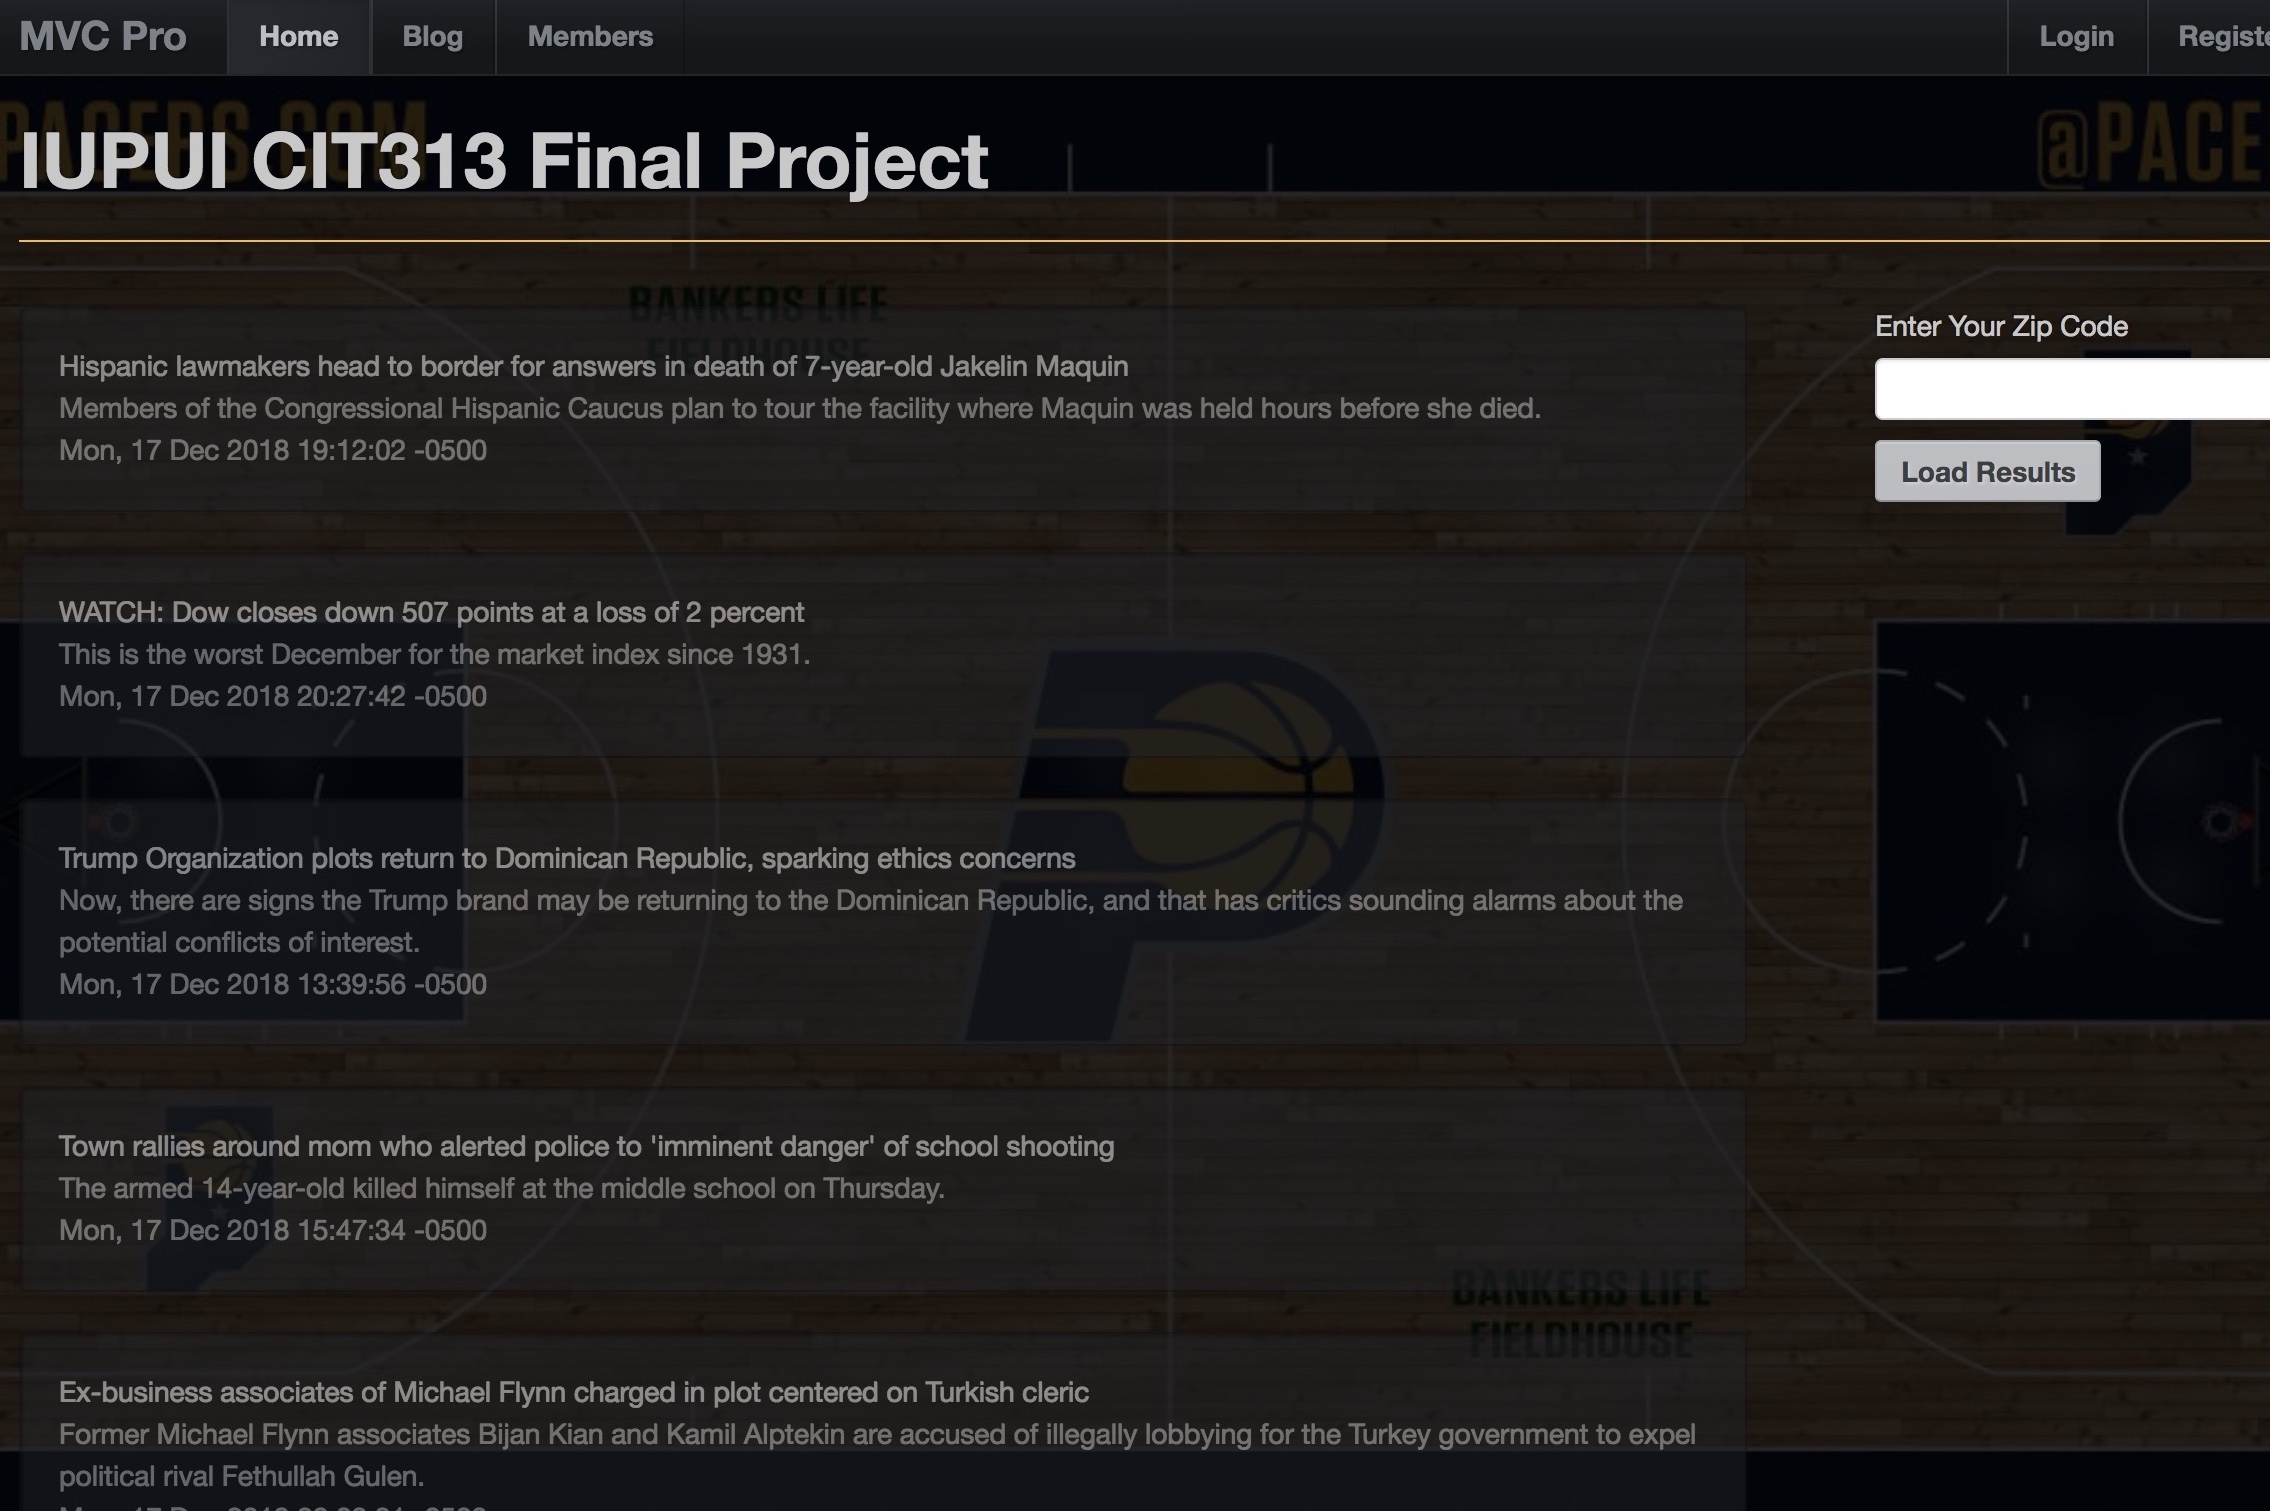 MVC Pro Home Blog Members Login Registe
PACERS.COM @PACE
IUPUI CIT313 Final Project
BANKERS LIFE
FIELDHOUSE
Hispanic lawmakers head to border for answers in death of 7-year-old Jakelin Maquin
Members of the Congressional Hispanic Caucus plan to tour the facility where Maquin was held hours before she died.
Mon, 17 Dec 2018 19:12:02 -0500
Enter Your Zip Code
Load Results
WATCH: Dow closes down 507 points at a loss of 2 percent
This is the worst December for the market index since 1931.
Mon, 17 Dec 2018 20:27:42 -0500
Trump Organization plots return to Dominican Republic, sparking ethics concerns
Now, there are signs the Trump brand may be returning to the Dominican Republic, and that has critics sounding alarms about the
potential conflicts of interest.
Mon, 17 Dec 2018 13:39:56 -0500
Town rallies around mom who alerted police to 'imminent danger' of school shooting
The armed 14-year-old killed himself at the middle school on Thursday.
Mon, 17 Dec 2018 15:47:34 -0500
BANKERS LIFE
FIELDHOUSE
Ex-business associates of Michael Flynn charged in plot centered on Turkish cleric
Former Michael Flynn associates Bijan Kian and Kamil Alptekin are accused of illegally lobbying for the Turkey government to expel
political rival Fethullah Gulen.